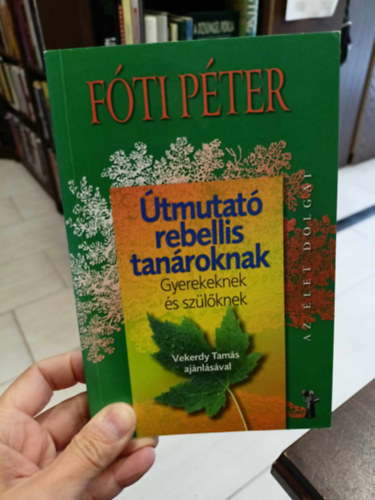 FÓTI PÉTER
Útmutató
rebellis
tanároknak
Gyerekeknek
és szülőknek
Vekerdy Tamás
ajánlásával
AZ ÉLET DOLGAI